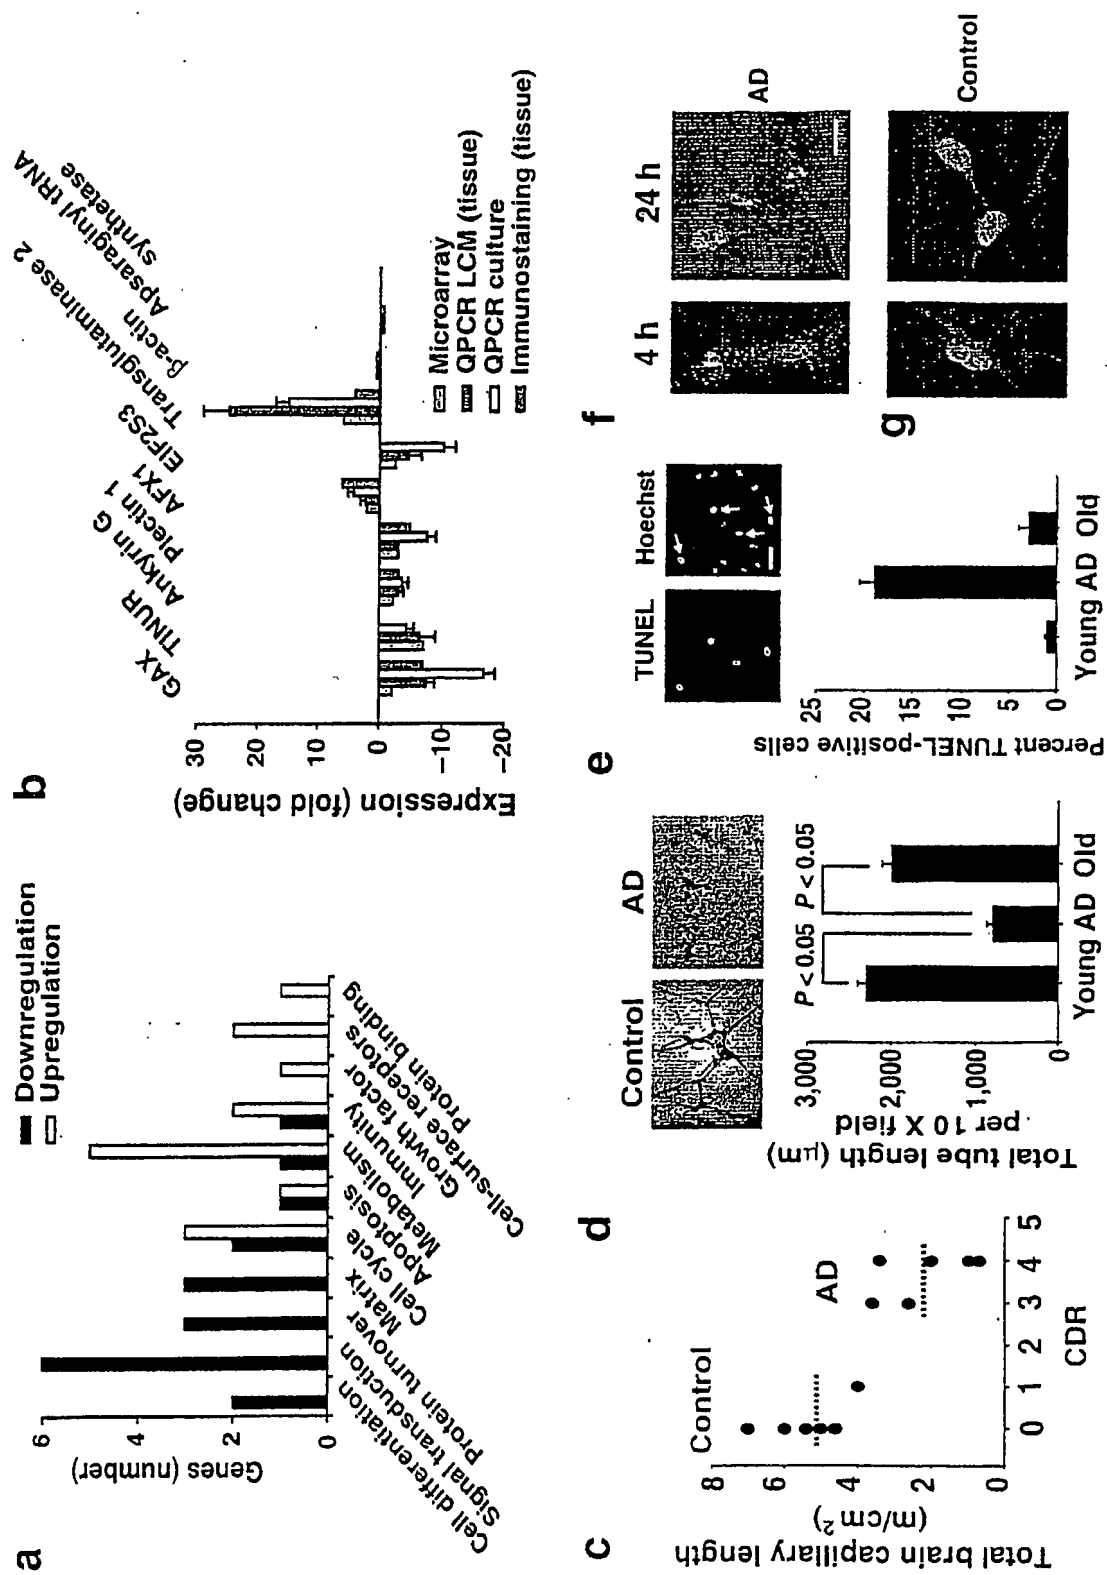 a
Downregulation
Upregulation
Genes (number)
6
4
2
0
Cell differentiation
Signal transduction
Protein turnover
Matrix
Cell cycle
Apoptosis
Metabolism
Immunity
Growth factor
Cell-surface receptors
Protein binding
b
GAX
TINUR
Ankyrin G
Plectin 1
AFX1
EIF2S3
Transglutaminase 2
β-actin
Apsaraginyl tRNA
synthetase
Expression (fold change)
30
20
10
0
−10
−20
Microarray
QPCR LCM (tissue)
QPCR culture
Immunostaining (tissue)
c
Control
AD
Total brain capillary length
(m/cm2)
8
6
4
2
0
0 1 2 3 4 5
CDR
d
Control AD
Total tube length (μm)
per 10 X field
3,000
2,000
1,000
0
P < 0.05 P < 0.05
Young AD Old
e
TUNEL Hoechst
Percent TUNEL-positive cells
25
20
15
10
5
0
Young AD Old
f
4 h 24 h
AD
g
Control